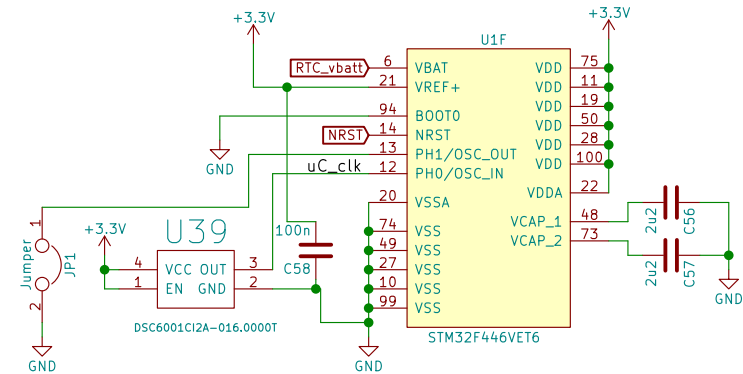 +3.3V
+3.3V
U1F
RTC_vbatt
6
VBAT
VDD
75
21
VREF+
VDD
11
VDD
19
94
BOOT0
VDD
50
NRST
14
NRST
VDD
28
13
PH1/OSC_OUT
VDD
100
GND
uC_clk
12
PH0/OSC_IN
VDDA
22
20
VSSA
1
U39
100n
VCAP_1
48
2u2
C56
74
VSS
+3.3V
VCAP_2
73
49
VSS
Jumper
JP1
4
VCC
OUT
3
C58
27
VSS
2u2
C57
1
EN
GND
2
10
VSS
GND
2
99
VSS
DSC6001CI2A-016.0000T
STM32F446VET6
GND
GND